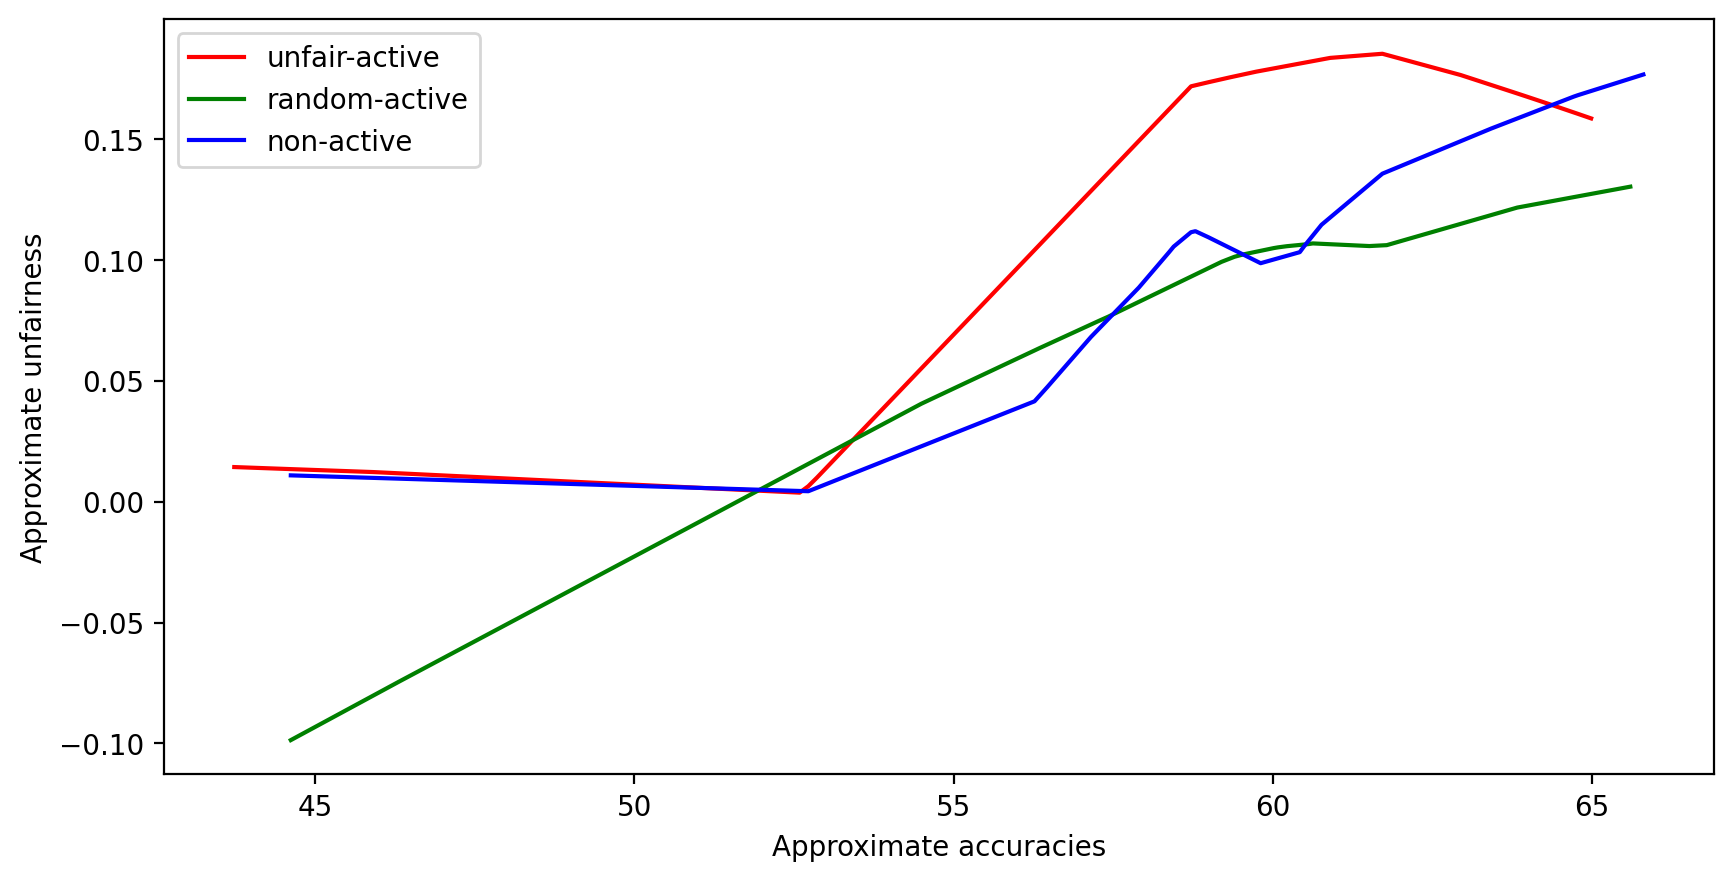 unfair-active
random-active
non-active
Approximate unfairness
0.15
0.10
0.05
0.00
−0.05
−0.10
45 50 55 60 65
Approximate accuracies